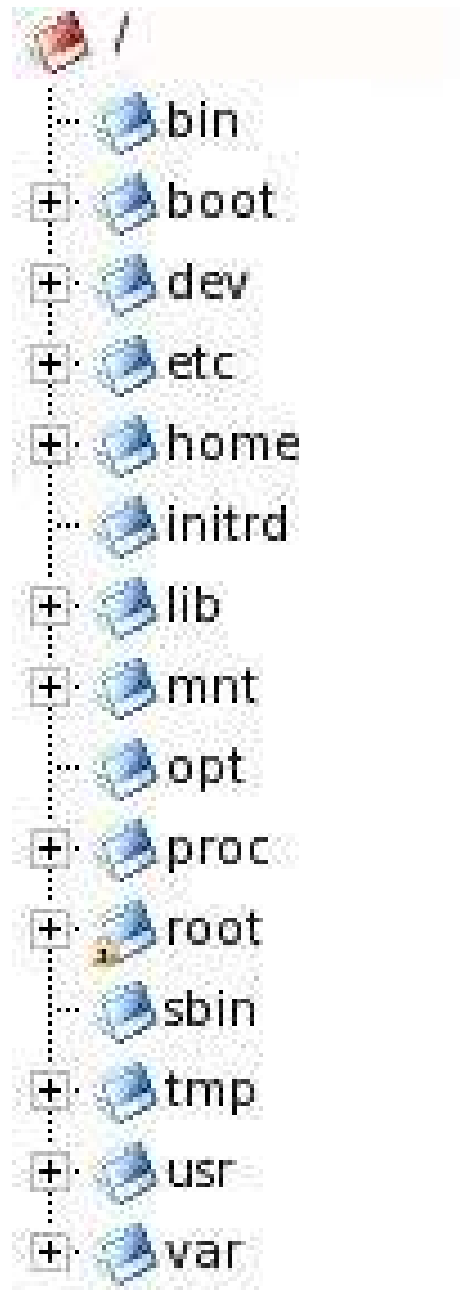 /
bin
boot
dev
etc
home
initrd
lib
mnt
opt
proc
root
sbin
tmp
usr
var